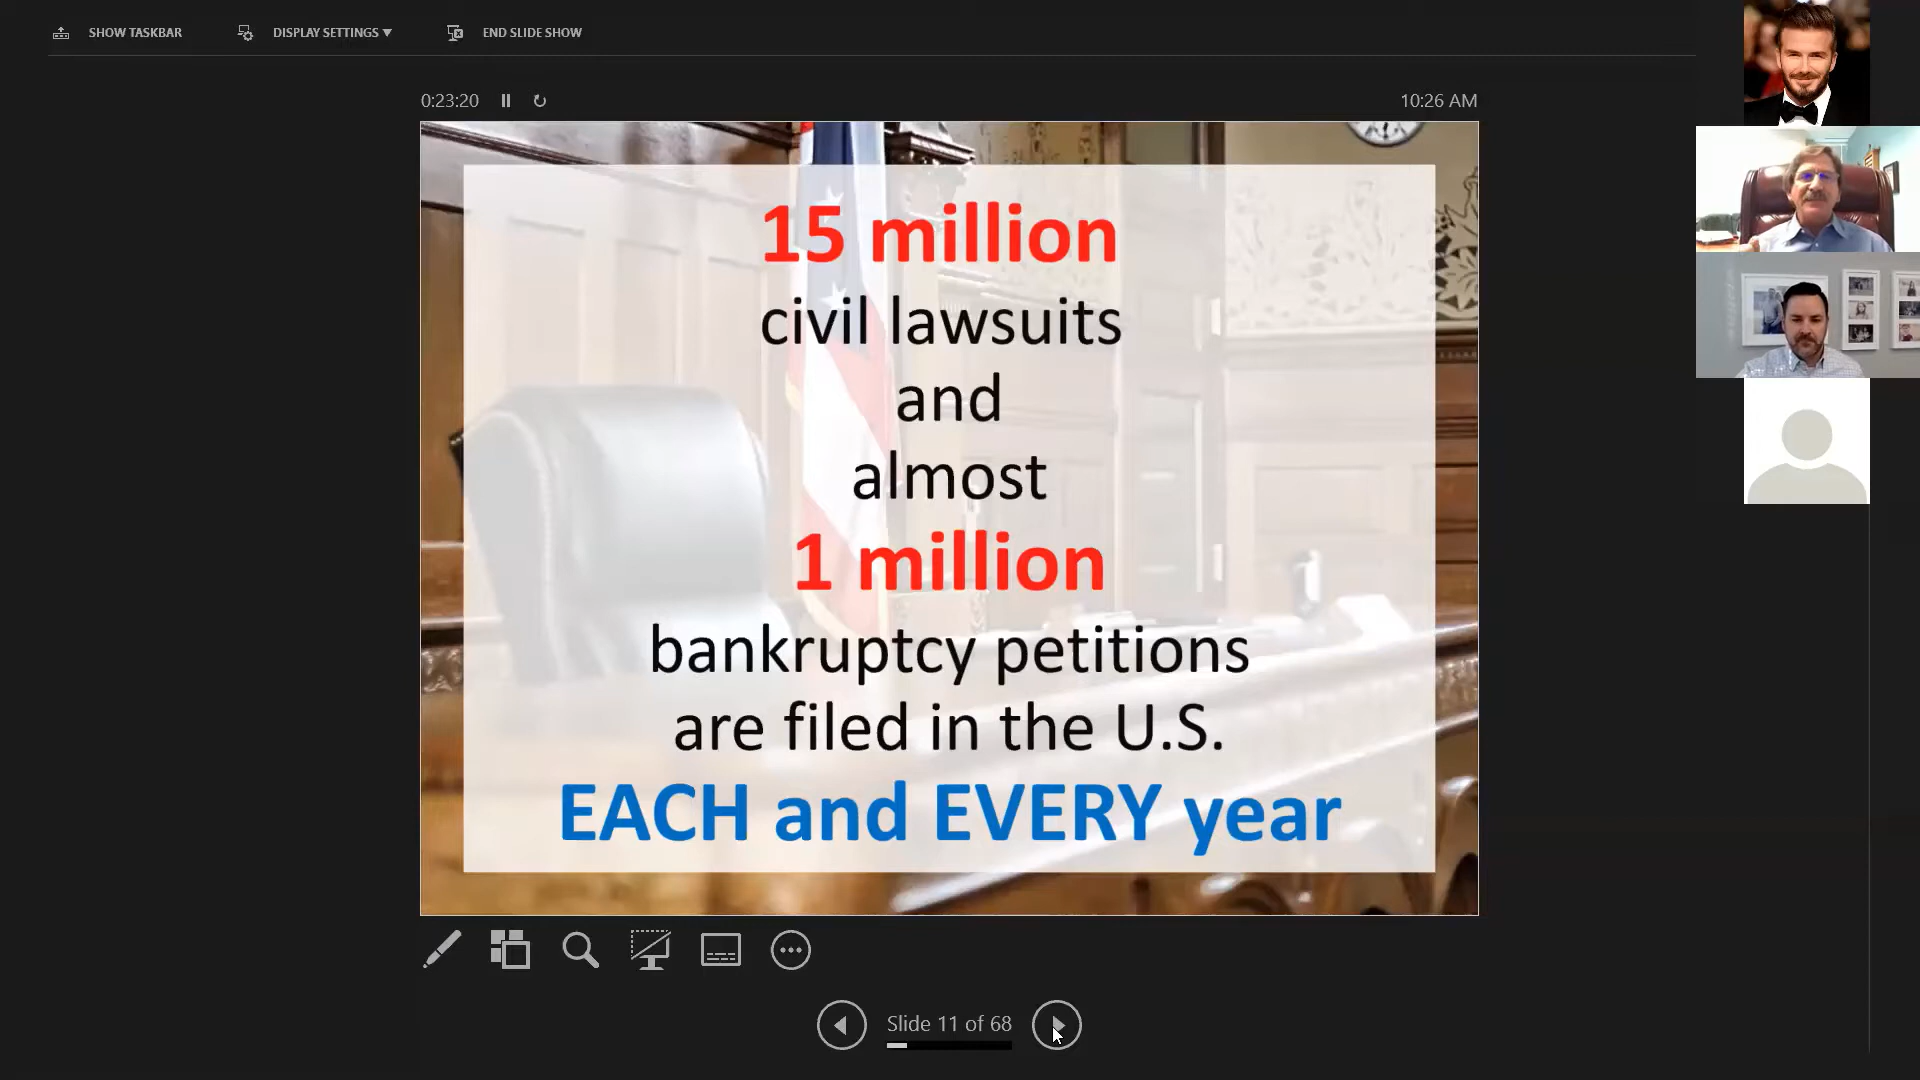 SHOW TASKBAR DISPLAY SETTINGS ▼ END SLIDE SHOW
0:23:20 10:26 AM
15 million
civil lawsuits
and
almost
1 million
bankruptcy petitions
are filed in the U.S.
EACH and EVERY year
Slide 11 of 68